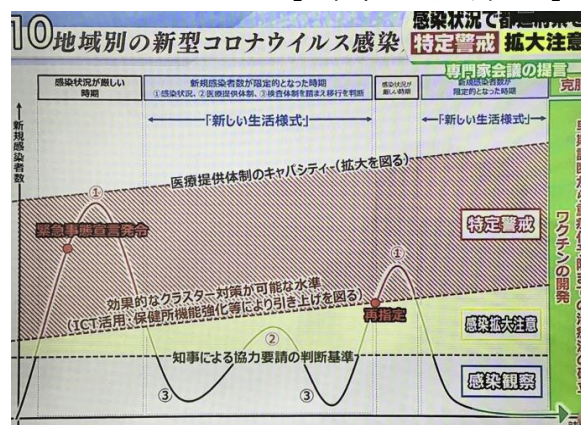 感染状況で都道府県を
10地域別の新型コロナウイルス感染
特定警戒 拡大注意
専門家会議の提言
感染状況が厳しい
時期
新規感染者数が限定的となった時期
①感染状況、②医療提供体制、③検査体制を踏まえ移行を判断
感染状況が
厳しい時期
新規感染者数が
限定的となった時期
「新しい生活様式」
「新しい生活様式」
新規感染者数
医療提供体制のキャパシティー(拡大を図る)
①
緊急事態宣言発令
特定警戒
①
ワクチンの開発
効果的なクラスター対策が可能な水準
(ICT活用、保健所機能強化等により引き上げを図る)
再指定
感染拡大注意
②
知事による協力要請の判断基準
感染観察
③
③